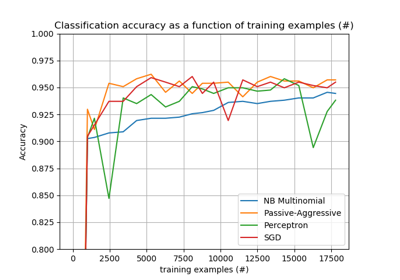 Classification accuracy as a function of training examples (#)
1.000
0.975
0.950
0.925
0.900
0.875
0.850
0.825
0.800
Accuracy
NB Multinomial
Passive-Aggressive
Perceptron
SGD
0 2500 5000 7500 10000 12500 15000 17500
training examples (#)